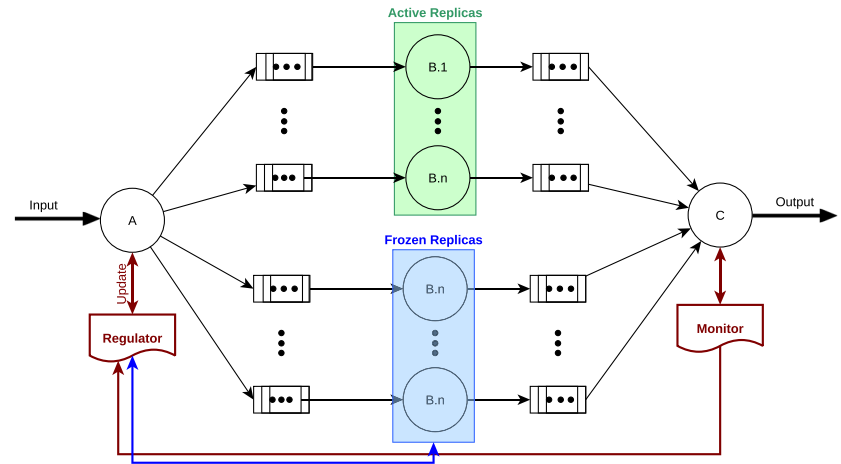 Active Replicas
B.1
B.n
Input
A
C
Output
Frozen Replicas
B.n
B.n
Update
Regulator
Monitor